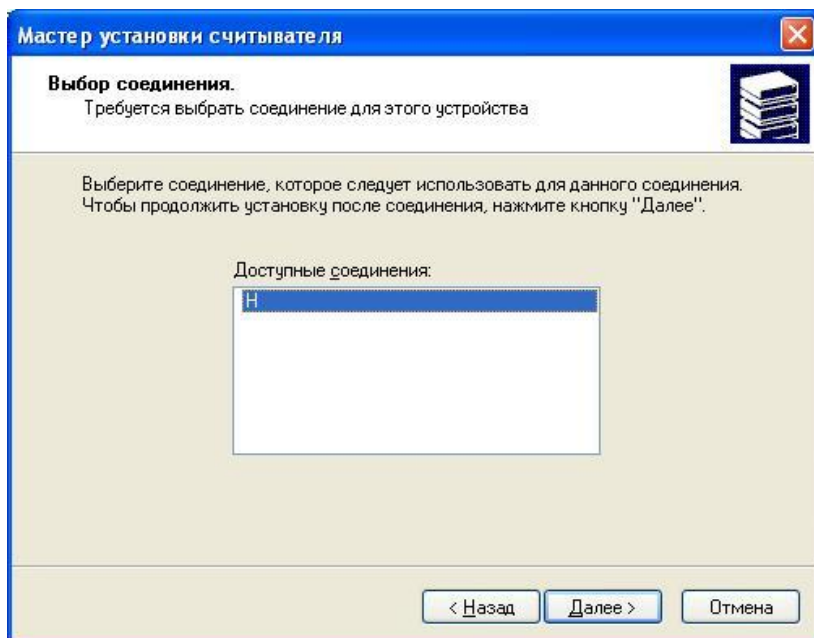 Мастер установки считывателя
Выбор соединения.
Требуется выбрать соединение для этого устройства
Выберите соединение, которое следует использовать для данного соединения.
Чтобы продолжить установку после соединения, нажмите кнопку "Далее".
Доступные соединения:
H
< Назад Далее > Отмена